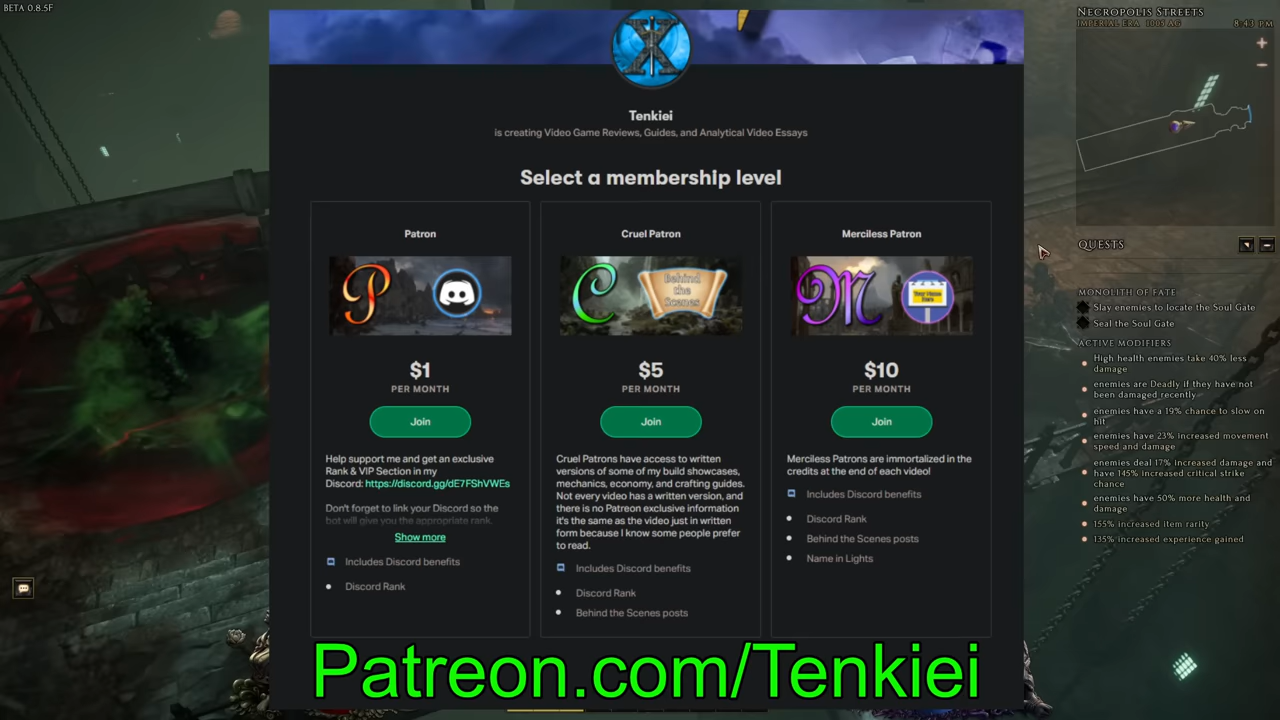 BETA 0.8.5F
Necropolis Streets
Imperial Era 1005 AG 8:43 PM
Tenkiei
is creating Video Game Reviews, Guides, and Analytical Video Essays
Select a membership level
Patron
P
$1
PER MONTH
Join
Help support me and get an exclusive
Rank & VIP Section in my
Discord: https://discord.gg/dE7FShVWEs
Don't forget to link your Discord so the
bot will give you the appropriate rank.
Show more
Includes Discord benefits
Discord Rank
Cruel Patron
C
Behind
the
Scenes
$5
PER MONTH
Join
Cruel Patrons have access to written
versions of some of my build showcases,
mechanics, economy, and crafting guides.
Not every video has a written version, and
there is no Patreon exclusive information
it's the same as the video just in written
form because I know some people prefer
to read.
Includes Discord benefits
Discord Rank
Behind the Scenes posts
Merciless Patron
M
Your Name
Here
$10
PER MONTH
Join
Merciless Patrons are immortalized in the
credits at the end of each video!
Includes Discord benefits
Discord Rank
Behind the Scenes posts
Name in Lights
Quests
Monolith of Fate
Slay enemies to locate the Soul Gate
Seal the Soul Gate
Active Modifiers
High health enemies take 40% less
damage
enemies are Deadly if they have not
been damaged recently
enemies have a 19% chance to slow on
hit
enemies have 23% increased movement
speed and damage
enemies deal 17% increased damage and
have 145% increased critical strike
chance
enemies have 50% more health and
damage
155% increased item rarity
135% increased experience gained
Patreon.com/Tenkiei